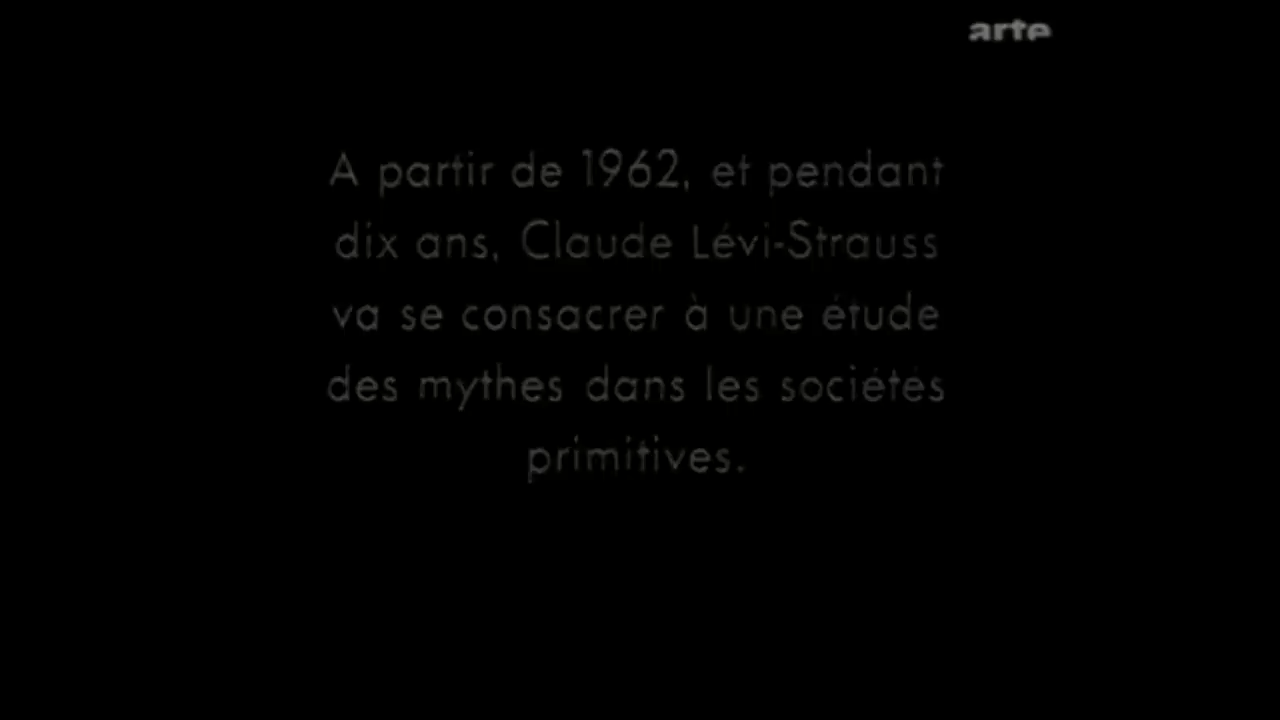 arte
A partir de 1962, et pendant
dix ans, Claude Lévi-Strauss
va se consacrer à une étude
des mythes dans les sociétés
primitives.